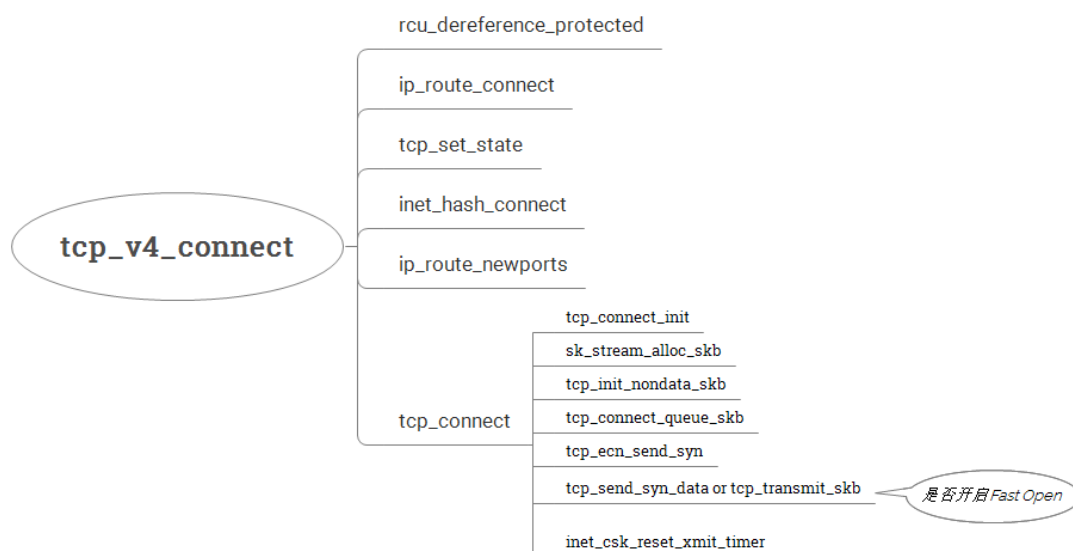 tcp_v4_connect
rcu_dereference_protected
ip_route_connect
tcp_set_state
inet_hash_connect
ip_route_newports
tcp_connect
tcp_connect_init
sk_stream_alloc_skb
tcp_init_nondata_skb
tcp_connect_queue_skb
tcp_ecn_send_syn
tcp_send_syn_data or tcp_transmit_skb
是否开启Fast Open
inet_csk_reset_xmit_timer